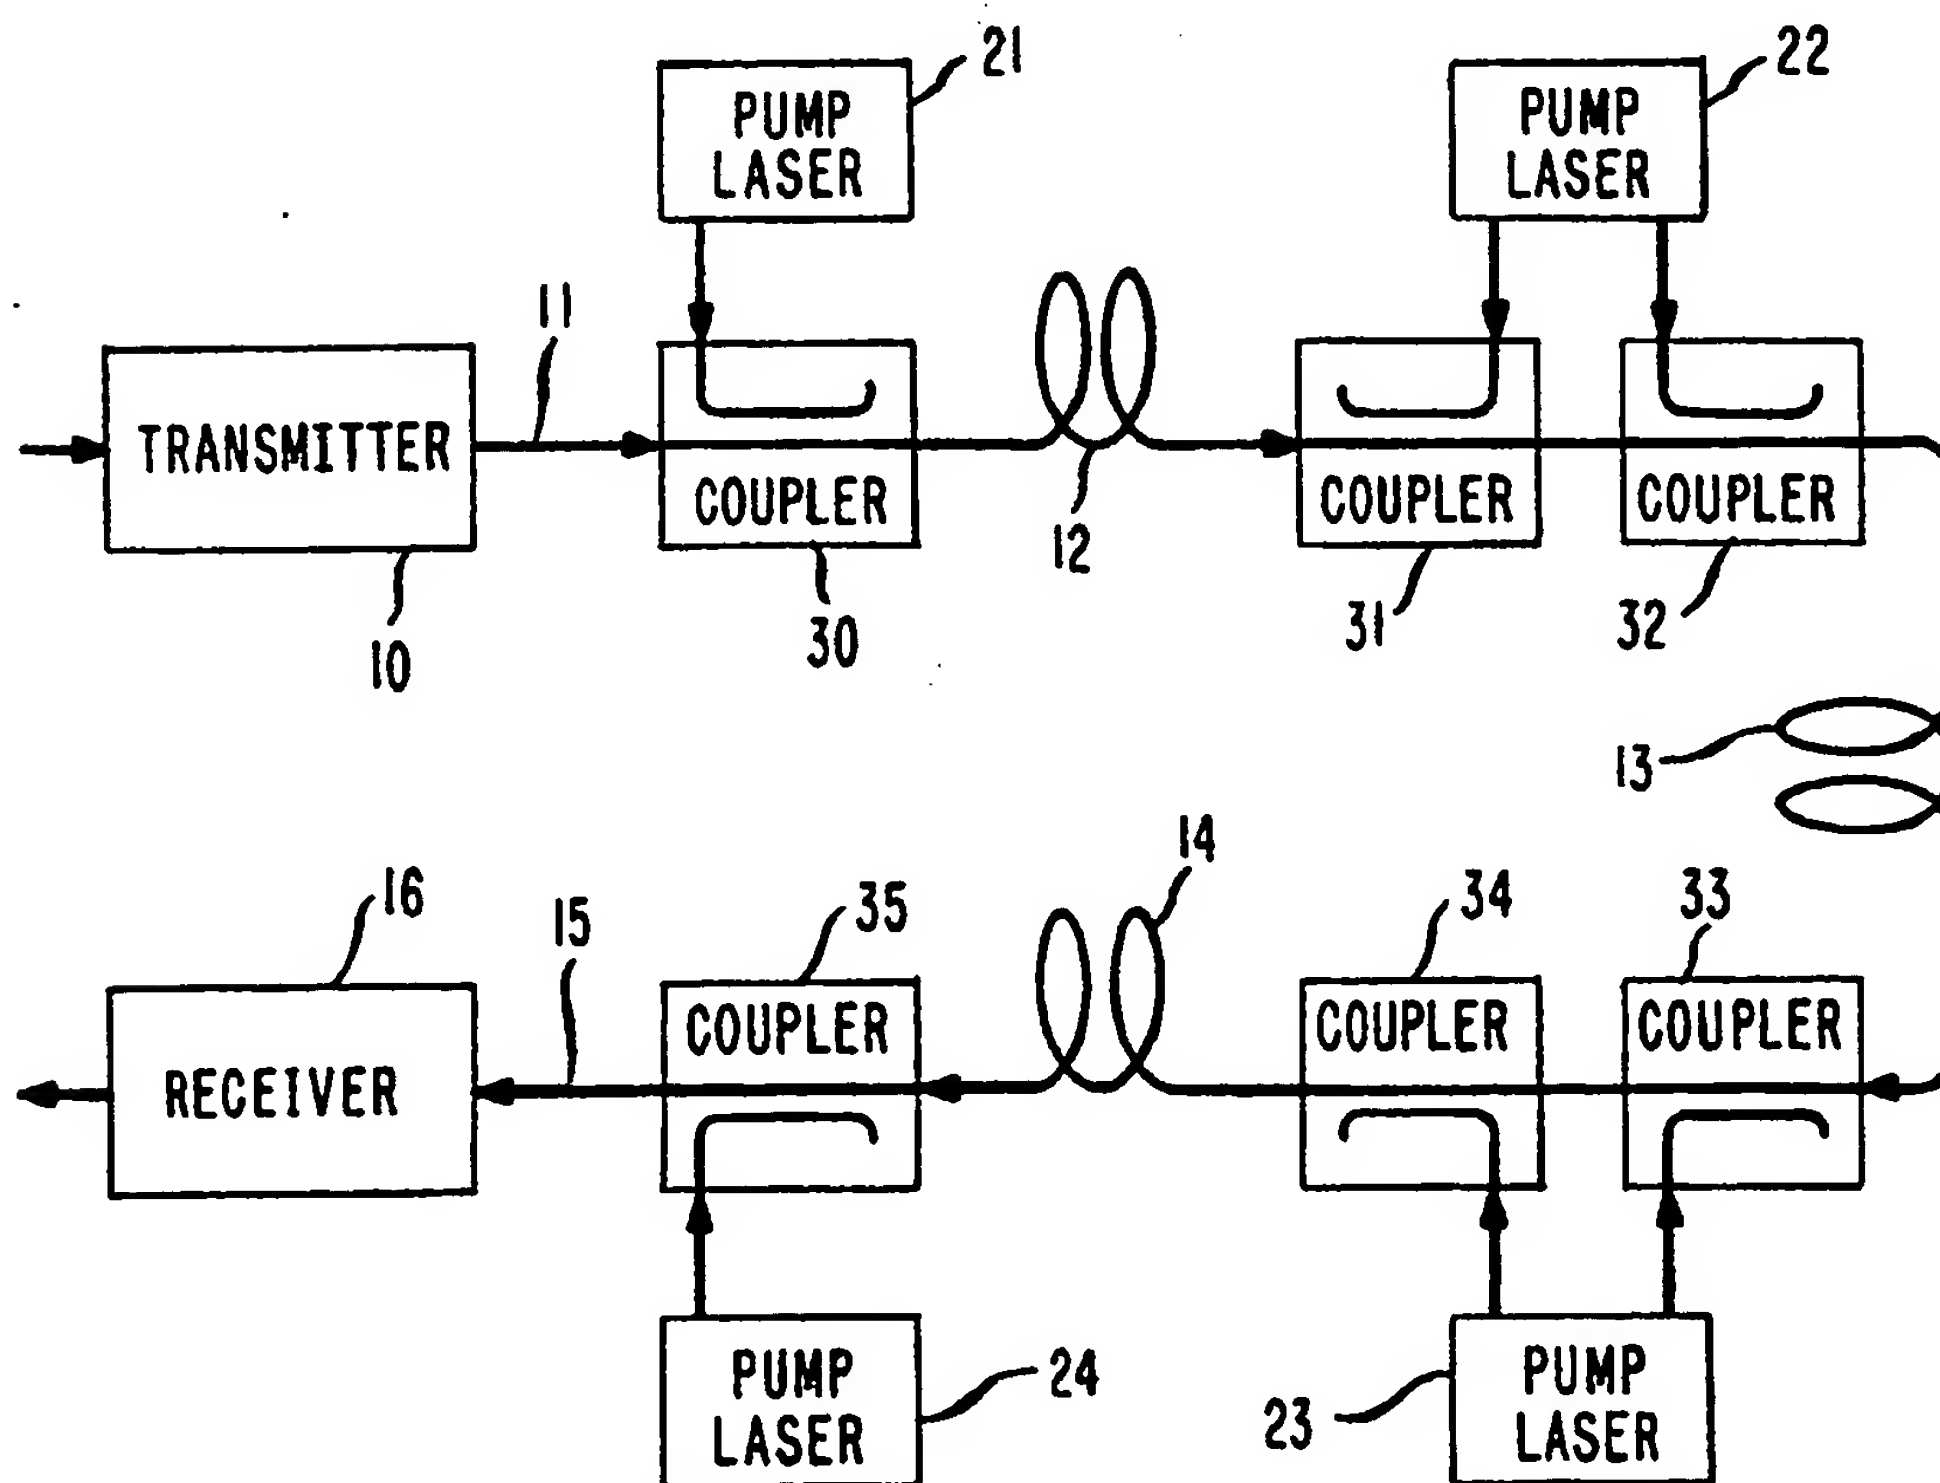 21
22
PUMP
LASER
PUMP
LASER
11
TRANSMITTER
COUPLER
COUPLER
COUPLER
12
10
30
31
32
13
14
16
15
35
34
33
COUPLER
COUPLER
COUPLER
RECEIVER
PUMP
LASER
24
23
PUMP
LASER